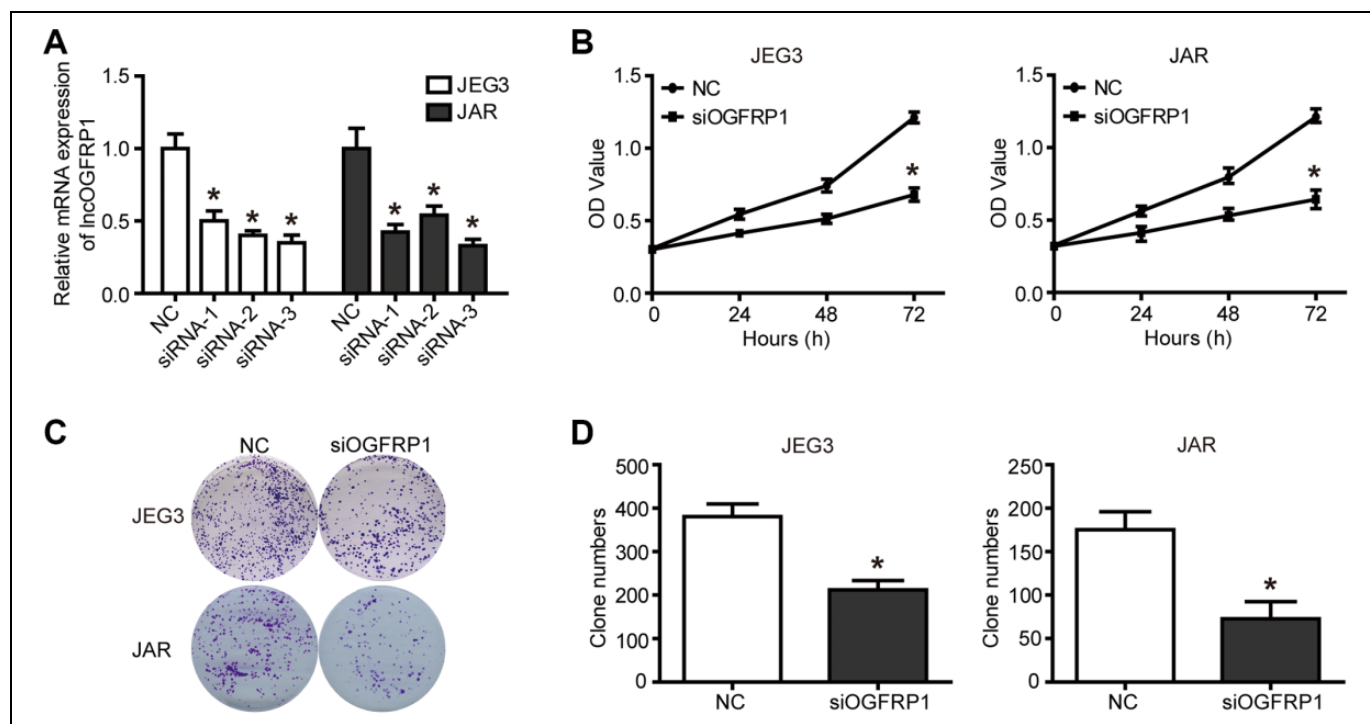 A
Relative mRNA expression
of lncOGFRP1
1.5
1.0
0.5
0.0
JEG3
JAR
* * *
* * *
NC
siRNA-1
siRNA-2
siRNA-3
NC
siRNA-1
siRNA-2
siRNA-3
B
JEG3
NC
siOGFRP1
OD Value
1.5
1.0
0.5
0.0
*
0 24 48 72
Hours (h)
JAR
NC
siOGFRP1
OD Value
1.5
1.0
0.5
0.0
*
0 24 48 72
Hours (h)
C
NC siOGFRP1
JEG3
JAR
D
JEG3
Clone numbers
500
400
300
200
100
0
*
NC siOGFRP1
JAR
Clone numbers
250
200
150
100
50
0
*
NC siOGFRP1